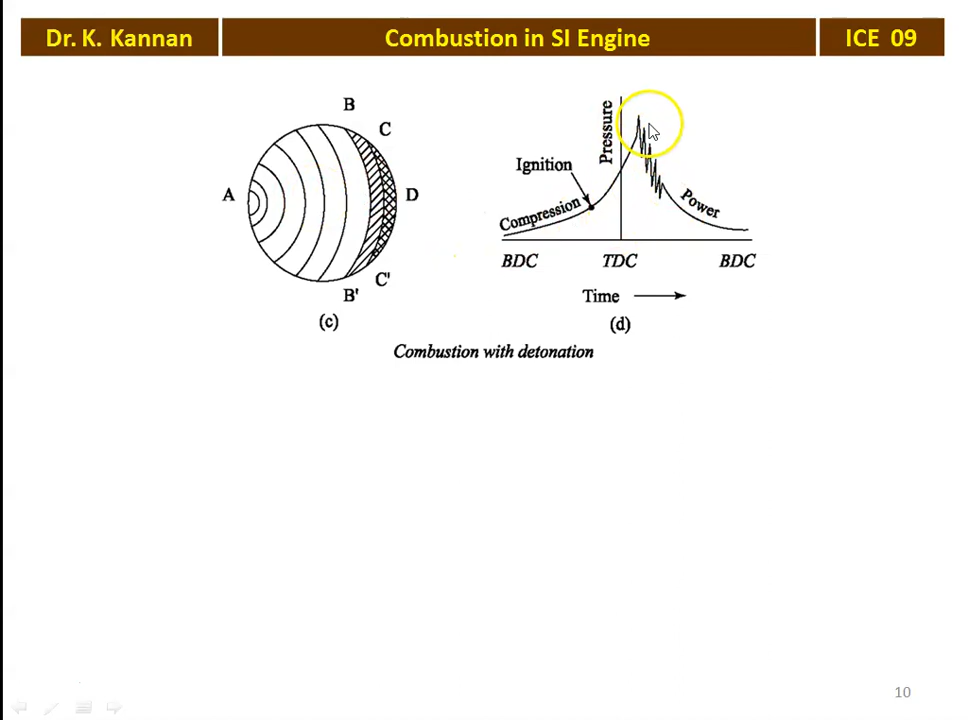 Dr. K. Kannan
Combustion in SI Engine
ICE 09
B
C
A
D
C'
B'
(c)
Pressure
Ignition
Compression
Power
BDC
TDC
BDC
Time
(d)
Combustion with detonation
10